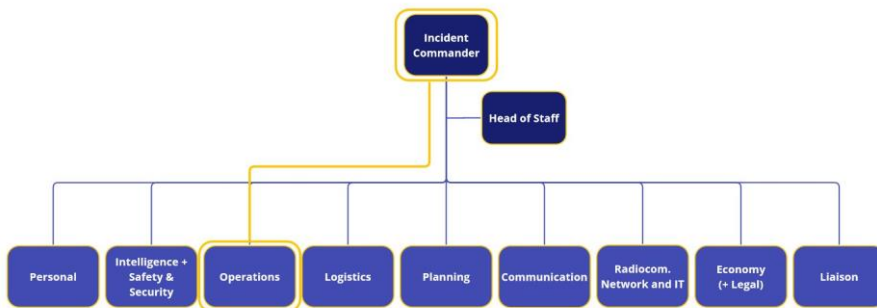 Incident
Commander
Head of Staff
Personal
Intelligence +
Safety &
Security
Operations
Logistics
Planning
Communication
Radiocom.
Network and IT
Economy
(+ Legal)
Liaison